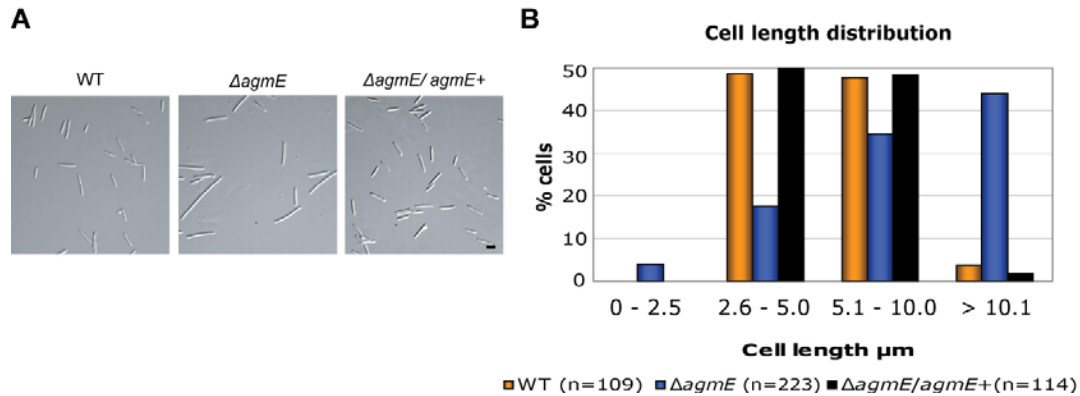 A
WT
ΔagmE
ΔagmE/ agmE+
B
Cell length distribution
% cells
50
40
30
20
10
0
0 - 2.5
2.6 - 5.0
5.1 - 10.0
> 10.1
Cell length µm
WT (n=109) ΔagmE (n=223) ΔagmE/agmE+(n=114)